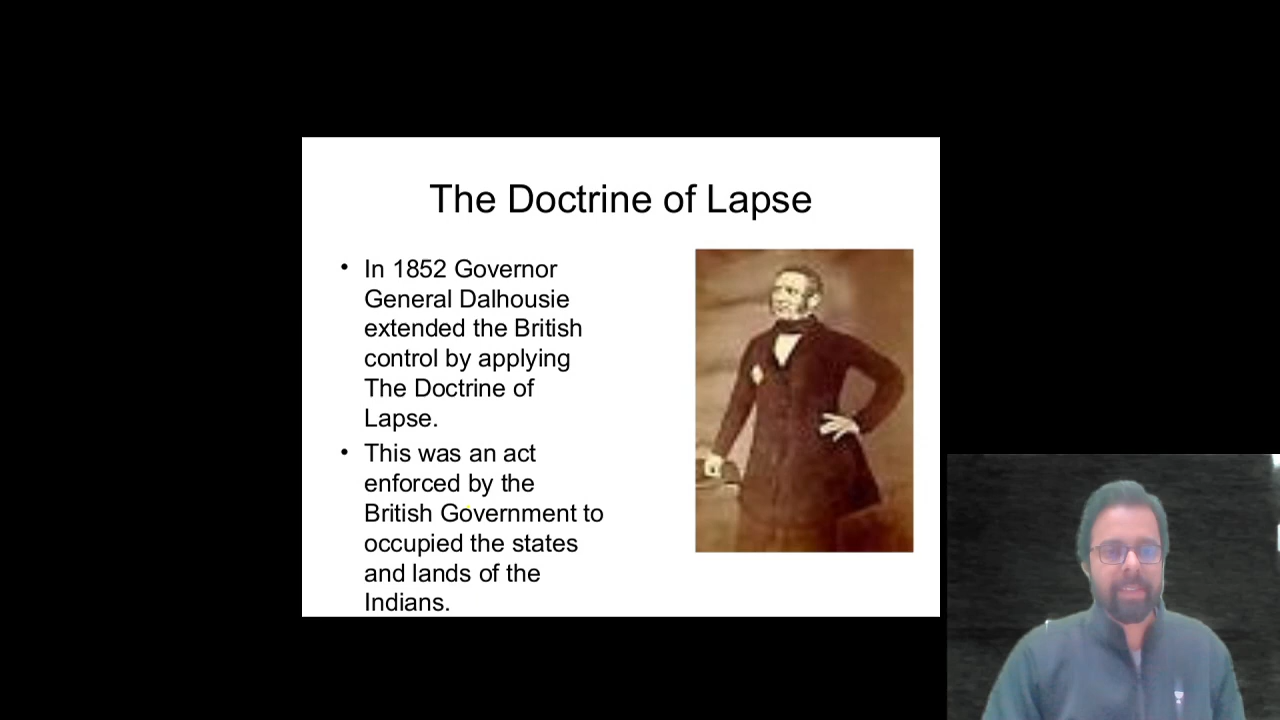 The Doctrine of Lapse
• In 1852 Governor
General Dalhousie
extended the British
control by applying
The Doctrine of
Lapse.
• This was an act
enforced by the
British Government to
occupied the states
and lands of the
Indians.